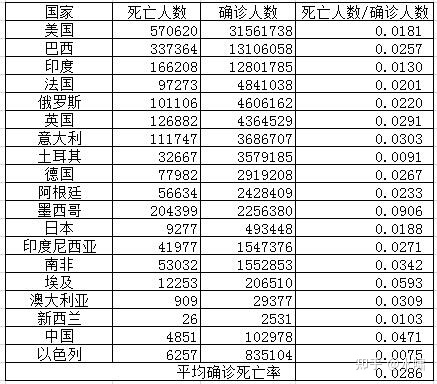 国家 死亡人数 确诊人数 死亡人数/确诊人数
美国 570620 31561738 0.0181
巴西 337364 13106058 0.0257
印度 166208 12801785 0.0130
法国 97273 4841038 0.0201
俄罗斯 101106 4606162 0.0220
英国 126882 4364529 0.0291
意大利 111747 3686707 0.0303
土耳其 32667 3579185 0.0091
德国 77982 2919208 0.0267
阿根廷 56634 2428409 0.0233
墨西哥 204399 2256380 0.0906
日本 9277 493448 0.0188
印度尼西亚 41977 1547376 0.0271
南非 53032 1552853 0.0342
埃及 12253 206510 0.0593
澳大利亚 909 29377 0.0309
新西兰 26 2531 0.0103
中国 4851 102978 0.0471
以色列 6257 835104 0.0075
平均确诊死亡率 0.0286